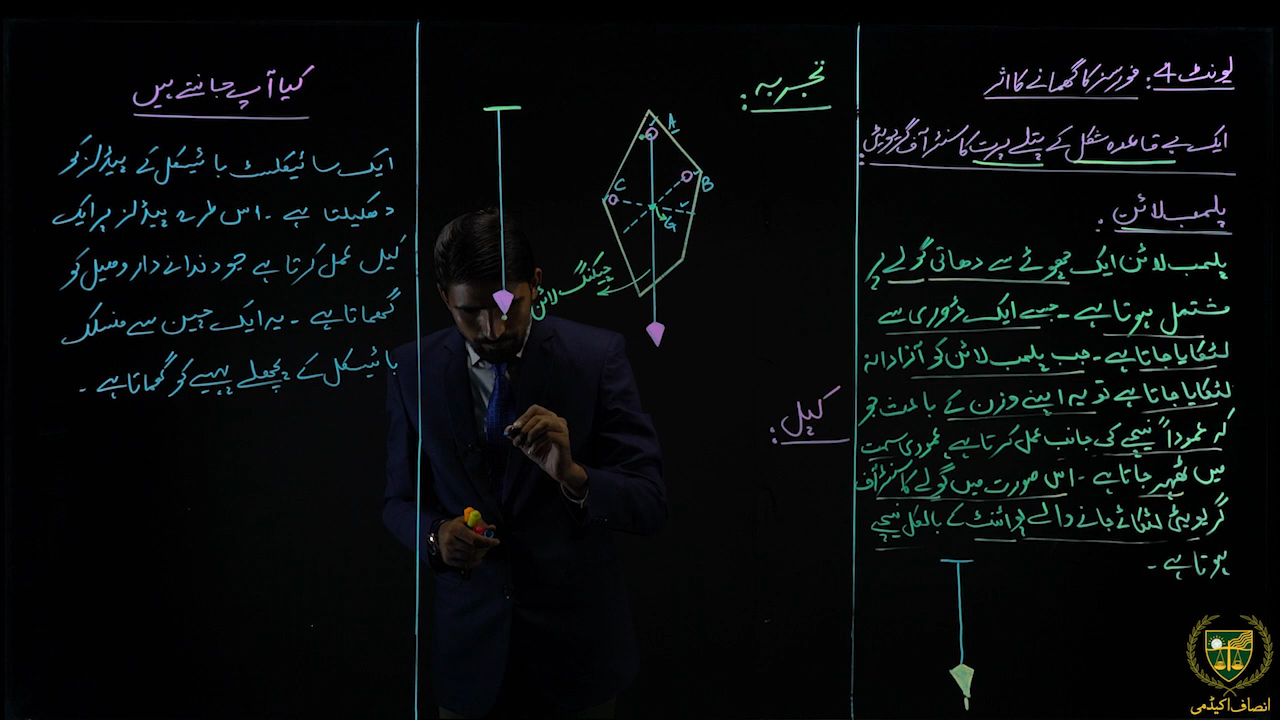 یونٹ 4: فورسز کا گھمانے کا اثر
ایک بے قاعدہ شکل کے پتلے پرت کا سنٹر آف گریویٹی:
پلمب لائن:
پلمب لائن ایک چھوٹے سے دھاتی گولے پر
مشتمل ہوتا ہے۔ جسے ایک ڈوری سے
لٹکایا جاتا ہے۔ جب پلمب لائن کو آزادانہ
لٹکایا جاتا ہے تو یہ اپنے وزن کے باعث جو
کہ عموداً نیچے کی جانب عمل کرتا ہے عمودی سمت
میں ٹھہر جاتا ہے۔ اس صورت میں گولے کا سنٹر آف
گریویٹی لٹکائے جانے والے پوائنٹ کے بالکل نیچے
ہوتا ہے۔
تجربہ:
A
B
C
G
چیکنگ لائن
کپل:
کیا آپ جانتے ہیں
ایک سائیکلسٹ بائیسکل کے پیڈلز کو
دھکیلتا ہے۔ اس طرح پیڈلز پر ایک
کپل عمل کرتا ہے جو دندانے دار وھیل کو
گھماتا ہے۔ یہ ایک چین سے منسلک
بائیسکل کے پچھلے پہیے کو گھماتا ہے۔
انصاف اکیڈمی